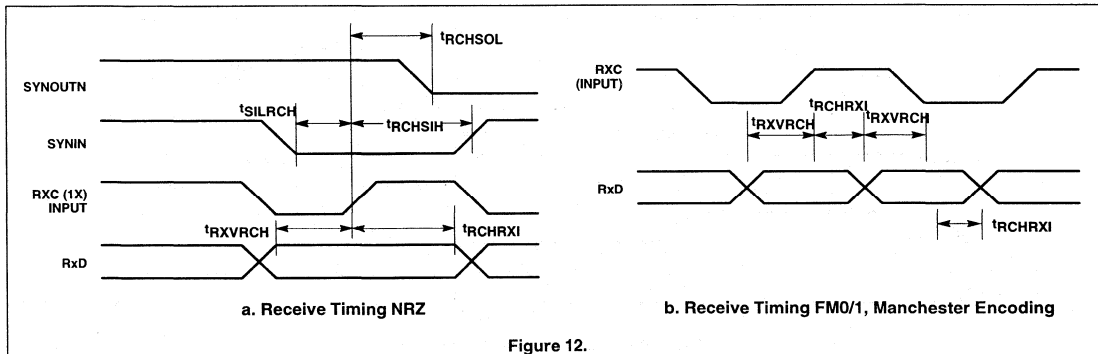 tRCHSOL
SYNOUTN
tSILRCH
tRCHSIH
SYNIN
RXC (1X)
INPUT
tRXVRCH
tRCHRXI
RxD
a. Receive Timing NRZ
RXC
(INPUT)
tRCHRXI
tRXVRCH
tRXVRCH
RxD
tRCHRXI
b. Receive Timing FM0/1, Manchester Encoding
Figure 12.